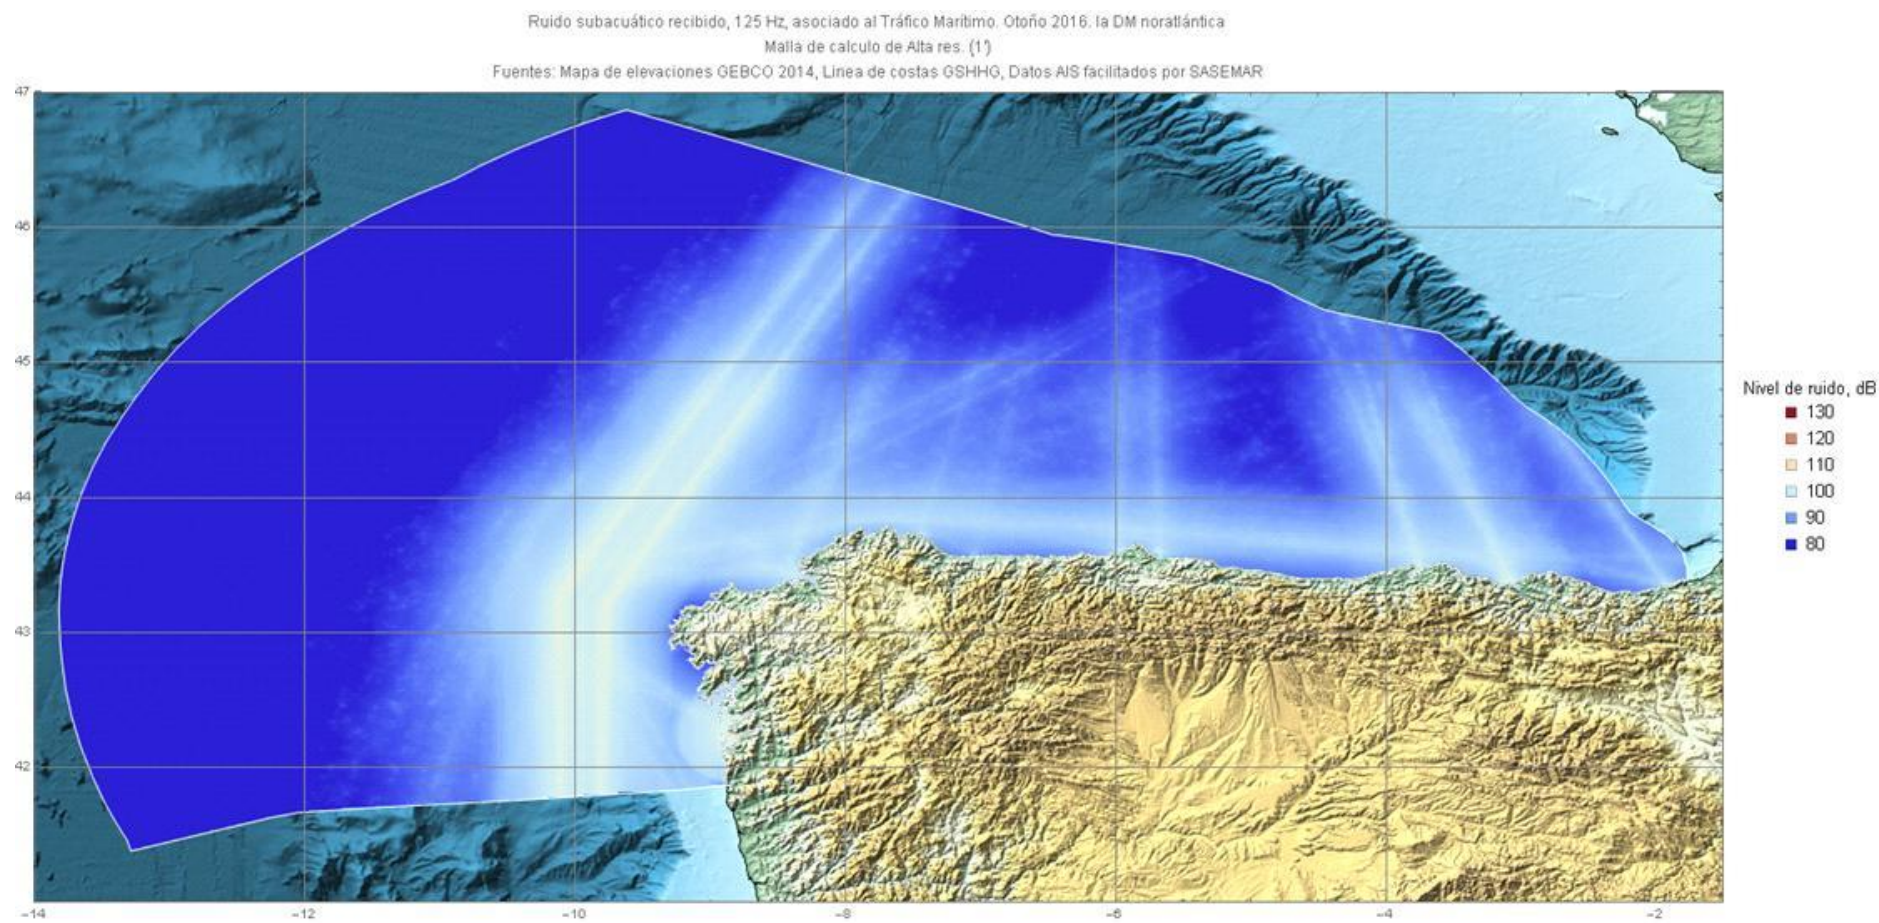 Ruido subacuático recibido, 125 Hz, asociado al Tráfico Marítimo. Otoño 2016. la DM noratlántica
Malla de calculo de Alta res. (1')
Fuentes: Mapa de elevaciones GEBCO 2014, Linea de costas GSHHG, Datos AIS facilitados por SASEMAR
47
46
45
44
43
42
−14 −12 −10 −8 −6 −4 −2
Nivel de ruido, dB
130
120
110
100
90
80